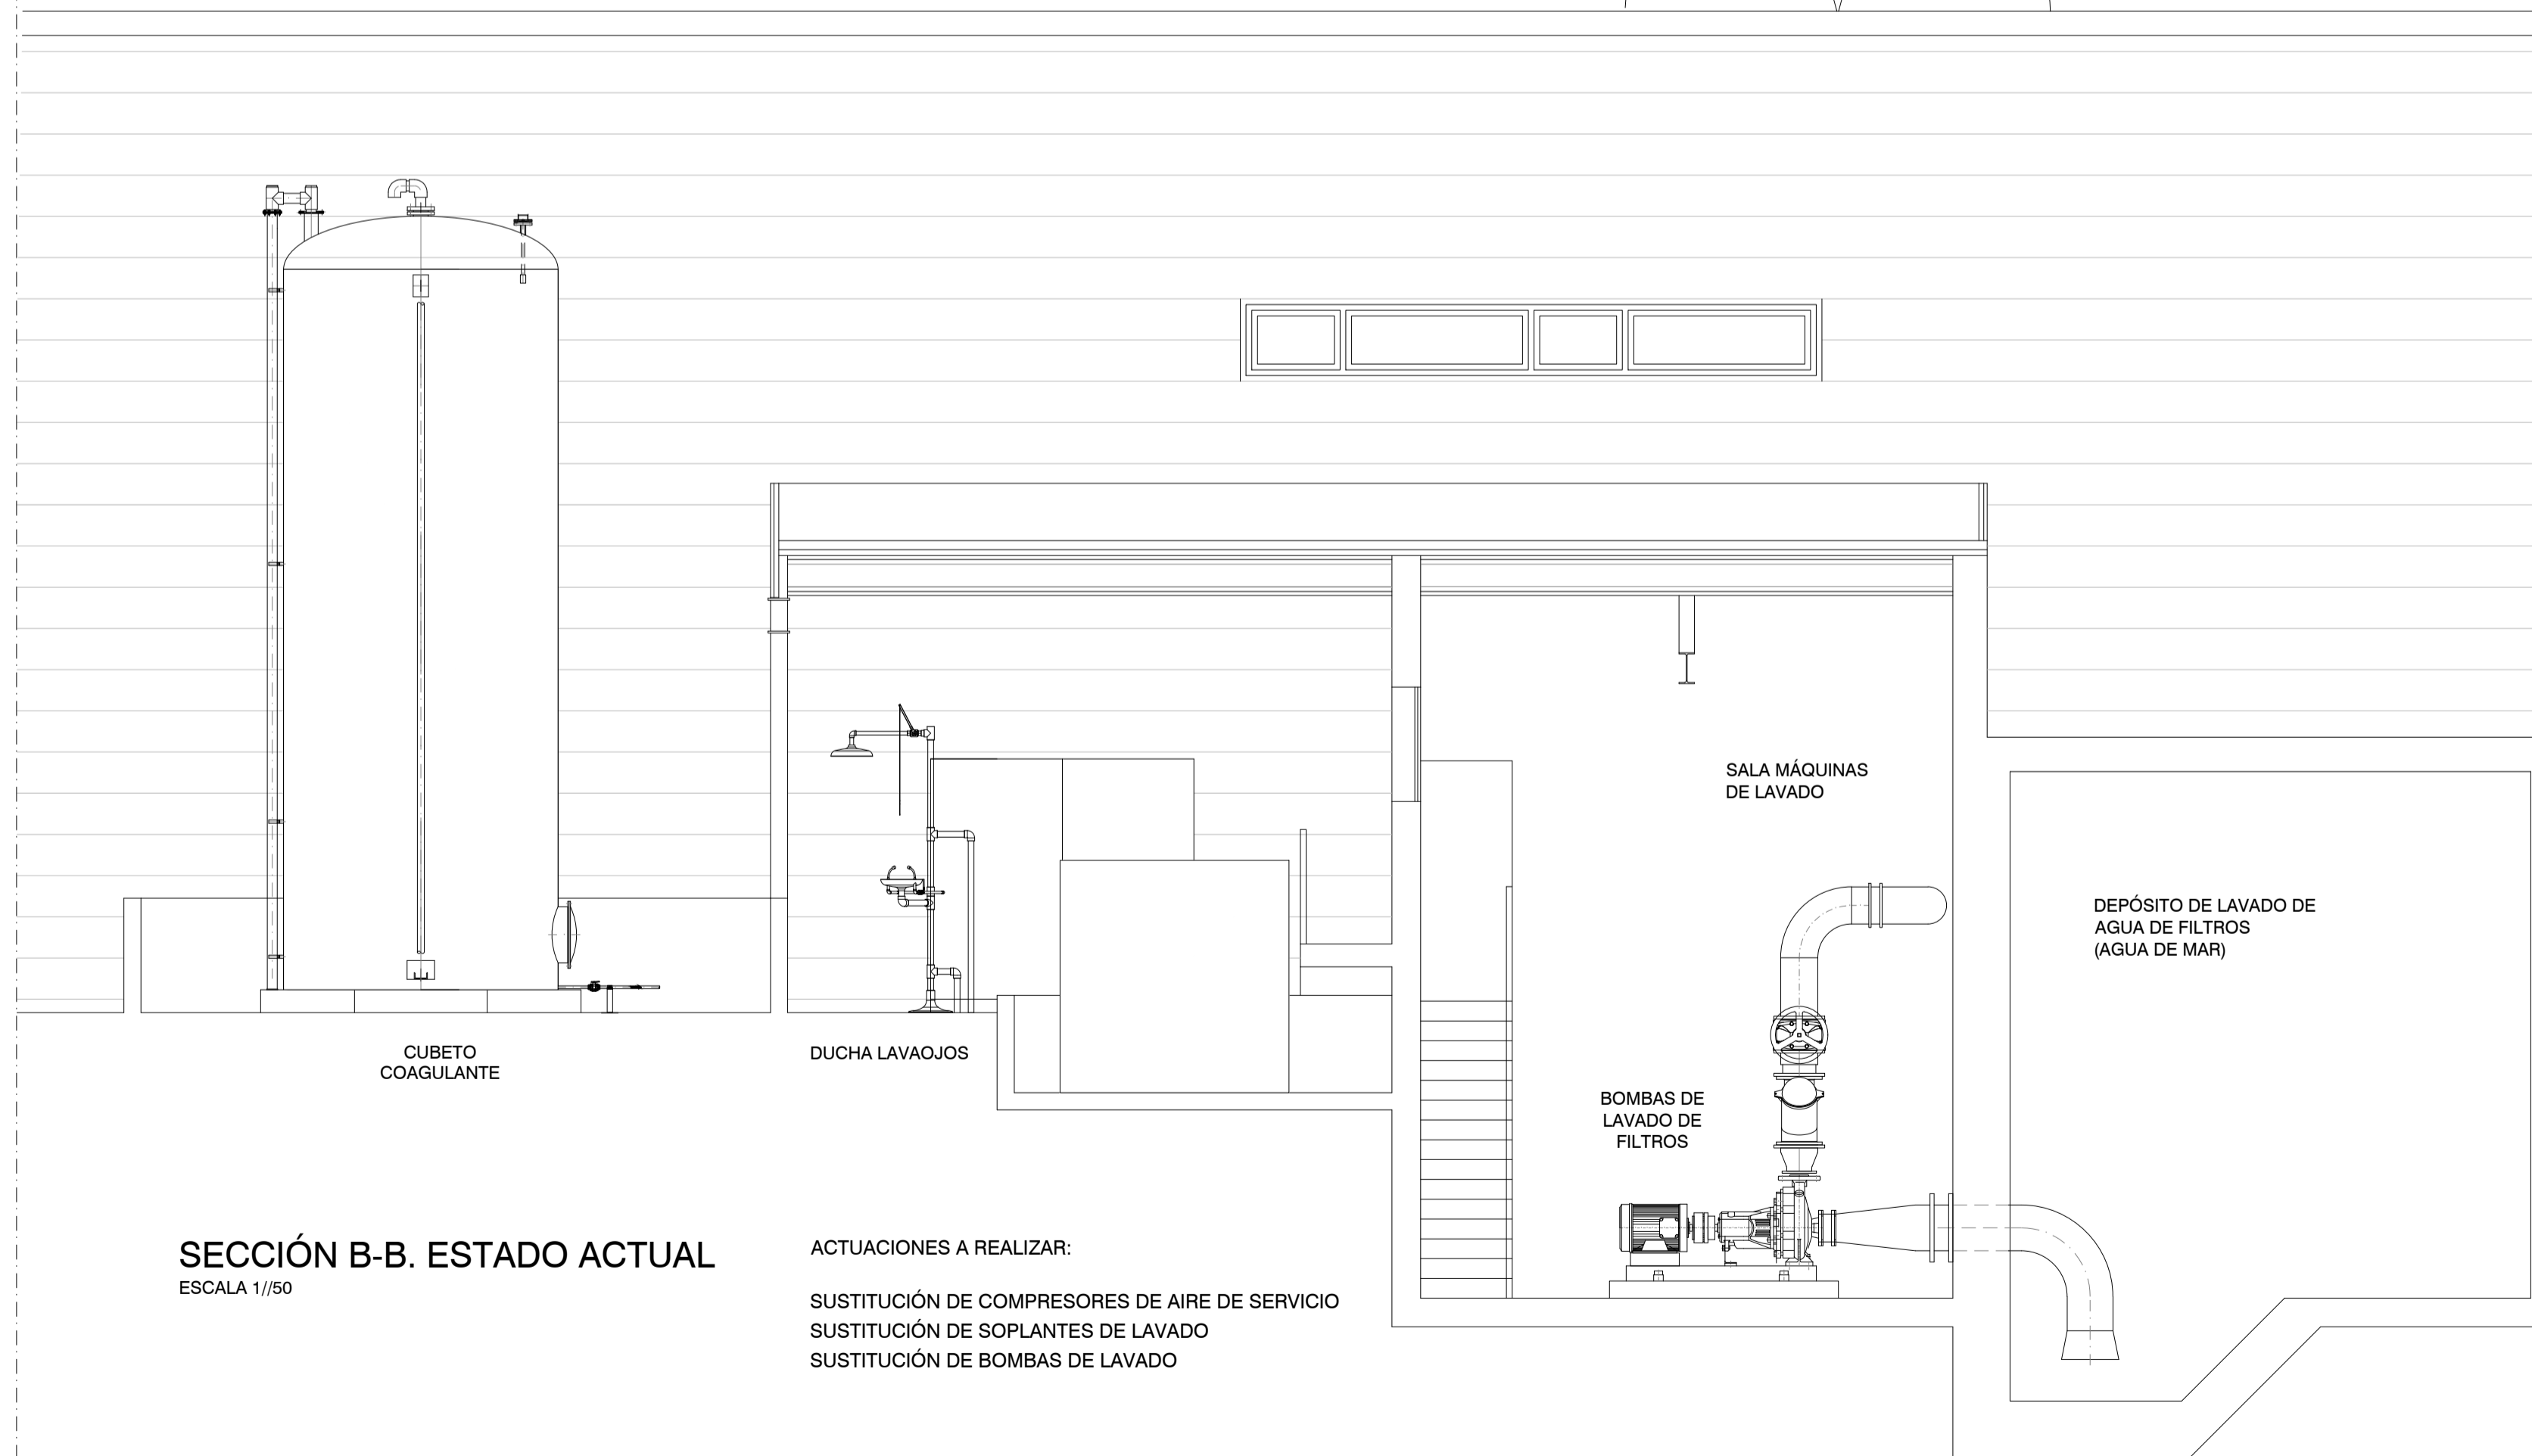 SALA MÁQUINAS
DE LAVADO
DEPÓSITO DE LAVADO DE
AGUA DE FILTROS
(AGUA DE MAR)
CUBETO
COAGULANTE
DUCHA LAVAOJOS
BOMBAS DE
LAVADO DE
FILTROS
SECCIÓN B-B. ESTADO ACTUAL
ESCALA 1//50
ACTUACIONES A REALIZAR:
SUSTITUCIÓN DE COMPRESORES DE AIRE DE SERVICIO
SUSTITUCIÓN DE SOPLANTES DE LAVADO
SUSTITUCIÓN DE BOMBAS DE LAVADO